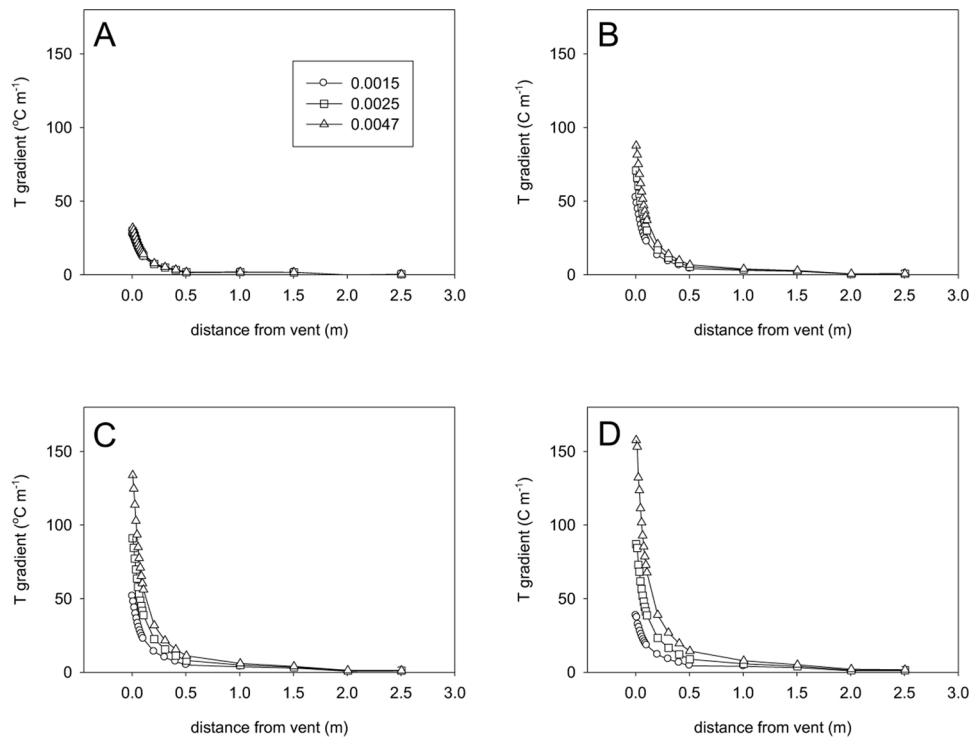 A
T gradient (°C m⁻¹)
150
100
50
0
0.0015
0.0025
0.0047
0.0 0.5 1.0 1.5 2.0 2.5 3.0
distance from vent (m)
B
T gradient (C m⁻¹)
150
100
50
0
0.0 0.5 1.0 1.5 2.0 2.5 3.0
distance from vent (m)
C
T gradient (°C m⁻¹)
150
100
50
0
0.0 0.5 1.0 1.5 2.0 2.5 3.0
distance from vent (m)
D
T gradient (C m⁻¹)
150
100
50
0
0.0 0.5 1.0 1.5 2.0 2.5 3.0
distance from vent (m)